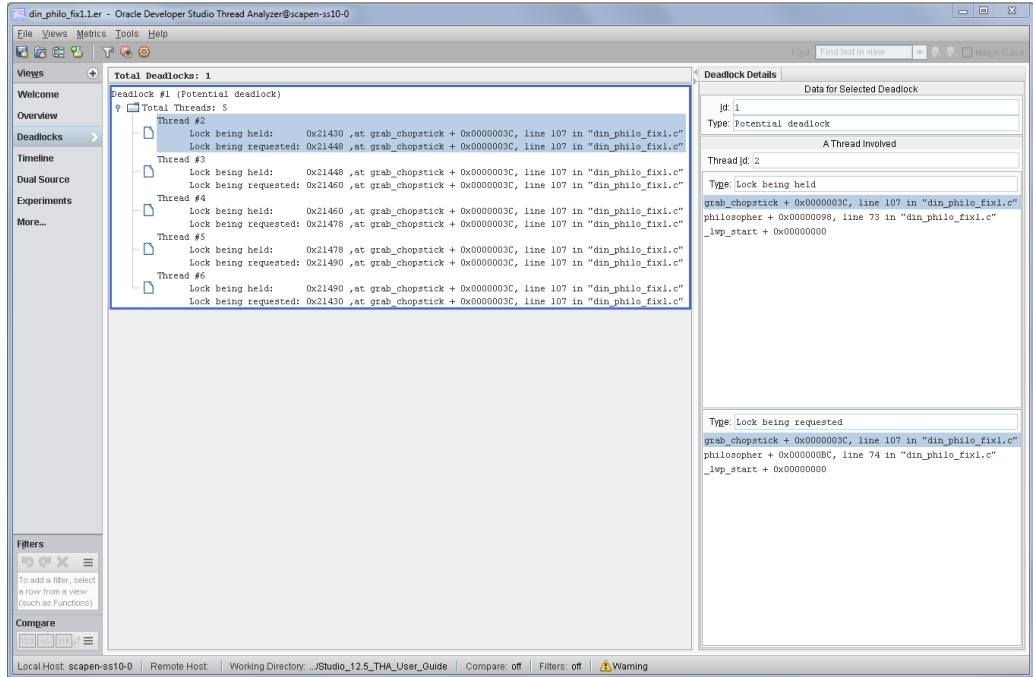 din_philo_fix1.1.er - Oracle Developer Studio Thread Analyzer@scapen-ss10-0
File Views Metrics Tools Help
Find: Find text in view Match Case
Views
Welcome
Overview
Deadlocks
Timeline
Dual Source
Experiments
More...
Total Deadlocks: 1
Deadlock #1 (Potential deadlock)
Total Threads: 5
Thread #2
Lock being held: 0x21430 ,at grab_chopstick + 0x0000003C, line 107 in "din_philo_fix1.c"
Lock being requested: 0x21448 ,at grab_chopstick + 0x0000003C, line 107 in "din_philo_fix1.c"
Thread #3
Lock being held: 0x21448 ,at grab_chopstick + 0x0000003C, line 107 in "din_philo_fix1.c"
Lock being requested: 0x21460 ,at grab_chopstick + 0x0000003C, line 107 in "din_philo_fix1.c"
Thread #4
Lock being held: 0x21460 ,at grab_chopstick + 0x0000003C, line 107 in "din_philo_fix1.c"
Lock being requested: 0x21478 ,at grab_chopstick + 0x0000003C, line 107 in "din_philo_fix1.c"
Thread #5
Lock being held: 0x21478 ,at grab_chopstick + 0x0000003C, line 107 in "din_philo_fix1.c"
Lock being requested: 0x21490 ,at grab_chopstick + 0x0000003C, line 107 in "din_philo_fix1.c"
Thread #6
Lock being held: 0x21490 ,at grab_chopstick + 0x0000003C, line 107 in "din_philo_fix1.c"
Lock being requested: 0x21430 ,at grab_chopstick + 0x0000003C, line 107 in "din_philo_fix1.c"
Deadlock Details
Data for Selected Deadlock
Id: 1
Type: Potential deadlock
A Thread Involved
Thread Id: 2
Type: Lock being held
grab_chopstick + 0x0000003C, line 107 in "din_philo_fix1.c"
philosopher + 0x00000098, line 73 in "din_philo_fix1.c"
_lwp_start + 0x00000000
Type: Lock being requested
grab_chopstick + 0x0000003C, line 107 in "din_philo_fix1.c"
philosopher + 0x000000BC, line 74 in "din_philo_fix1.c"
_lwp_start + 0x00000000
Filters
To add a filter, select
a row from a view
(such as Functions)
Compare
Local Host: scapen-ss10-0 Remote Host: Working Directory: .../Studio_12.5_THA_User_Guide Compare: off Filters: off Warning